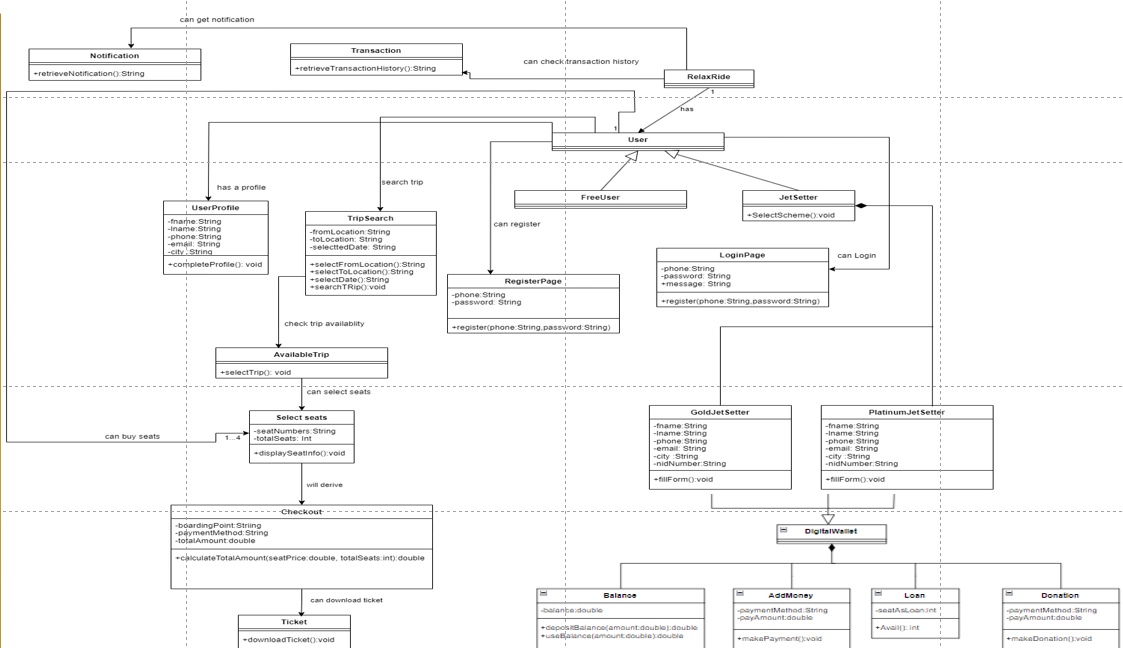 can get notification
Notification
+retrieveNotification():String
Transaction
+retrieveTransactionHistory():String
can check transaction history
RelaxRide
1
has
1
User
has a profile
search trip
can register
can Login
FreeUser
JetSetter
+SelectScheme():void
UserProfile
-fname:String
-lname:String
-phone:String
-email: String
-city :String
+completeProfile(): void
TripSearch
-fromLocation:String
-toLocation: String
-selecttedDate: String
+selectFromLocation():String
+selectToLocation():String
+selectDate():String
+searchTRip():void
RegisterPage
-phone:String
-password: String
+register(phone:String,password:String)
LoginPage
-phone:String
-password: String
+message: String
+register(phone:String,password:String)
check trip availablity
AvailableTrip
+selectTrip(): void
can select seats
Select seats
-seatNumbers:String
-totalSeats: Int
+displaySeatInfo():void
can buy seats
1...4
will derive
GoldJetSetter
-fname:String
-lname:String
-phone:String
-email: String
-city :String
-nidNumber:String
+fillForm():void
PlatinumJetSetter
-fname:String
-lname:String
-phone:String
-email: String
-city :String
-nidNumber:String
+fillForm():void
Checkout
-boardingPoint:Striing
-paymentMethod:String
-totalAmount:double
+calculateTotalAmount(seatPrice:double, totalSeats:int):double
can download ticket
Ticket
+downloadTicket():void
DigitalWallet
Balance
-balance:double
+depositBalance(amount:double):double
+useBalance(amount:double):double
AddMoney
-paymentMethod:String
-payAmount:double
+makePayment():void
Loan
-seatAsLoan:int
+Avail(): int
Donation
-paymentMethod:String
-payAmount:double
+makeDonation():void